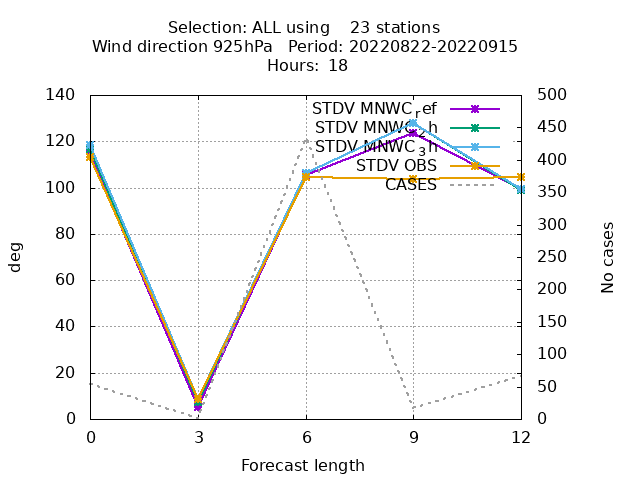 Selection: ALL using    23 stations
Wind direction 925hPa   Period: 20220822-20220915
Hours:  18
140 500
STDV MNWC_ref
STDV MNWC_2h
STDV MNWC_3h
STDV OBS
CASES
450
120
400
100 350
300
80
250
60
200
40 150
100
20
50
0 0
deg
No cases
0 3 6 9 12
Forecast length